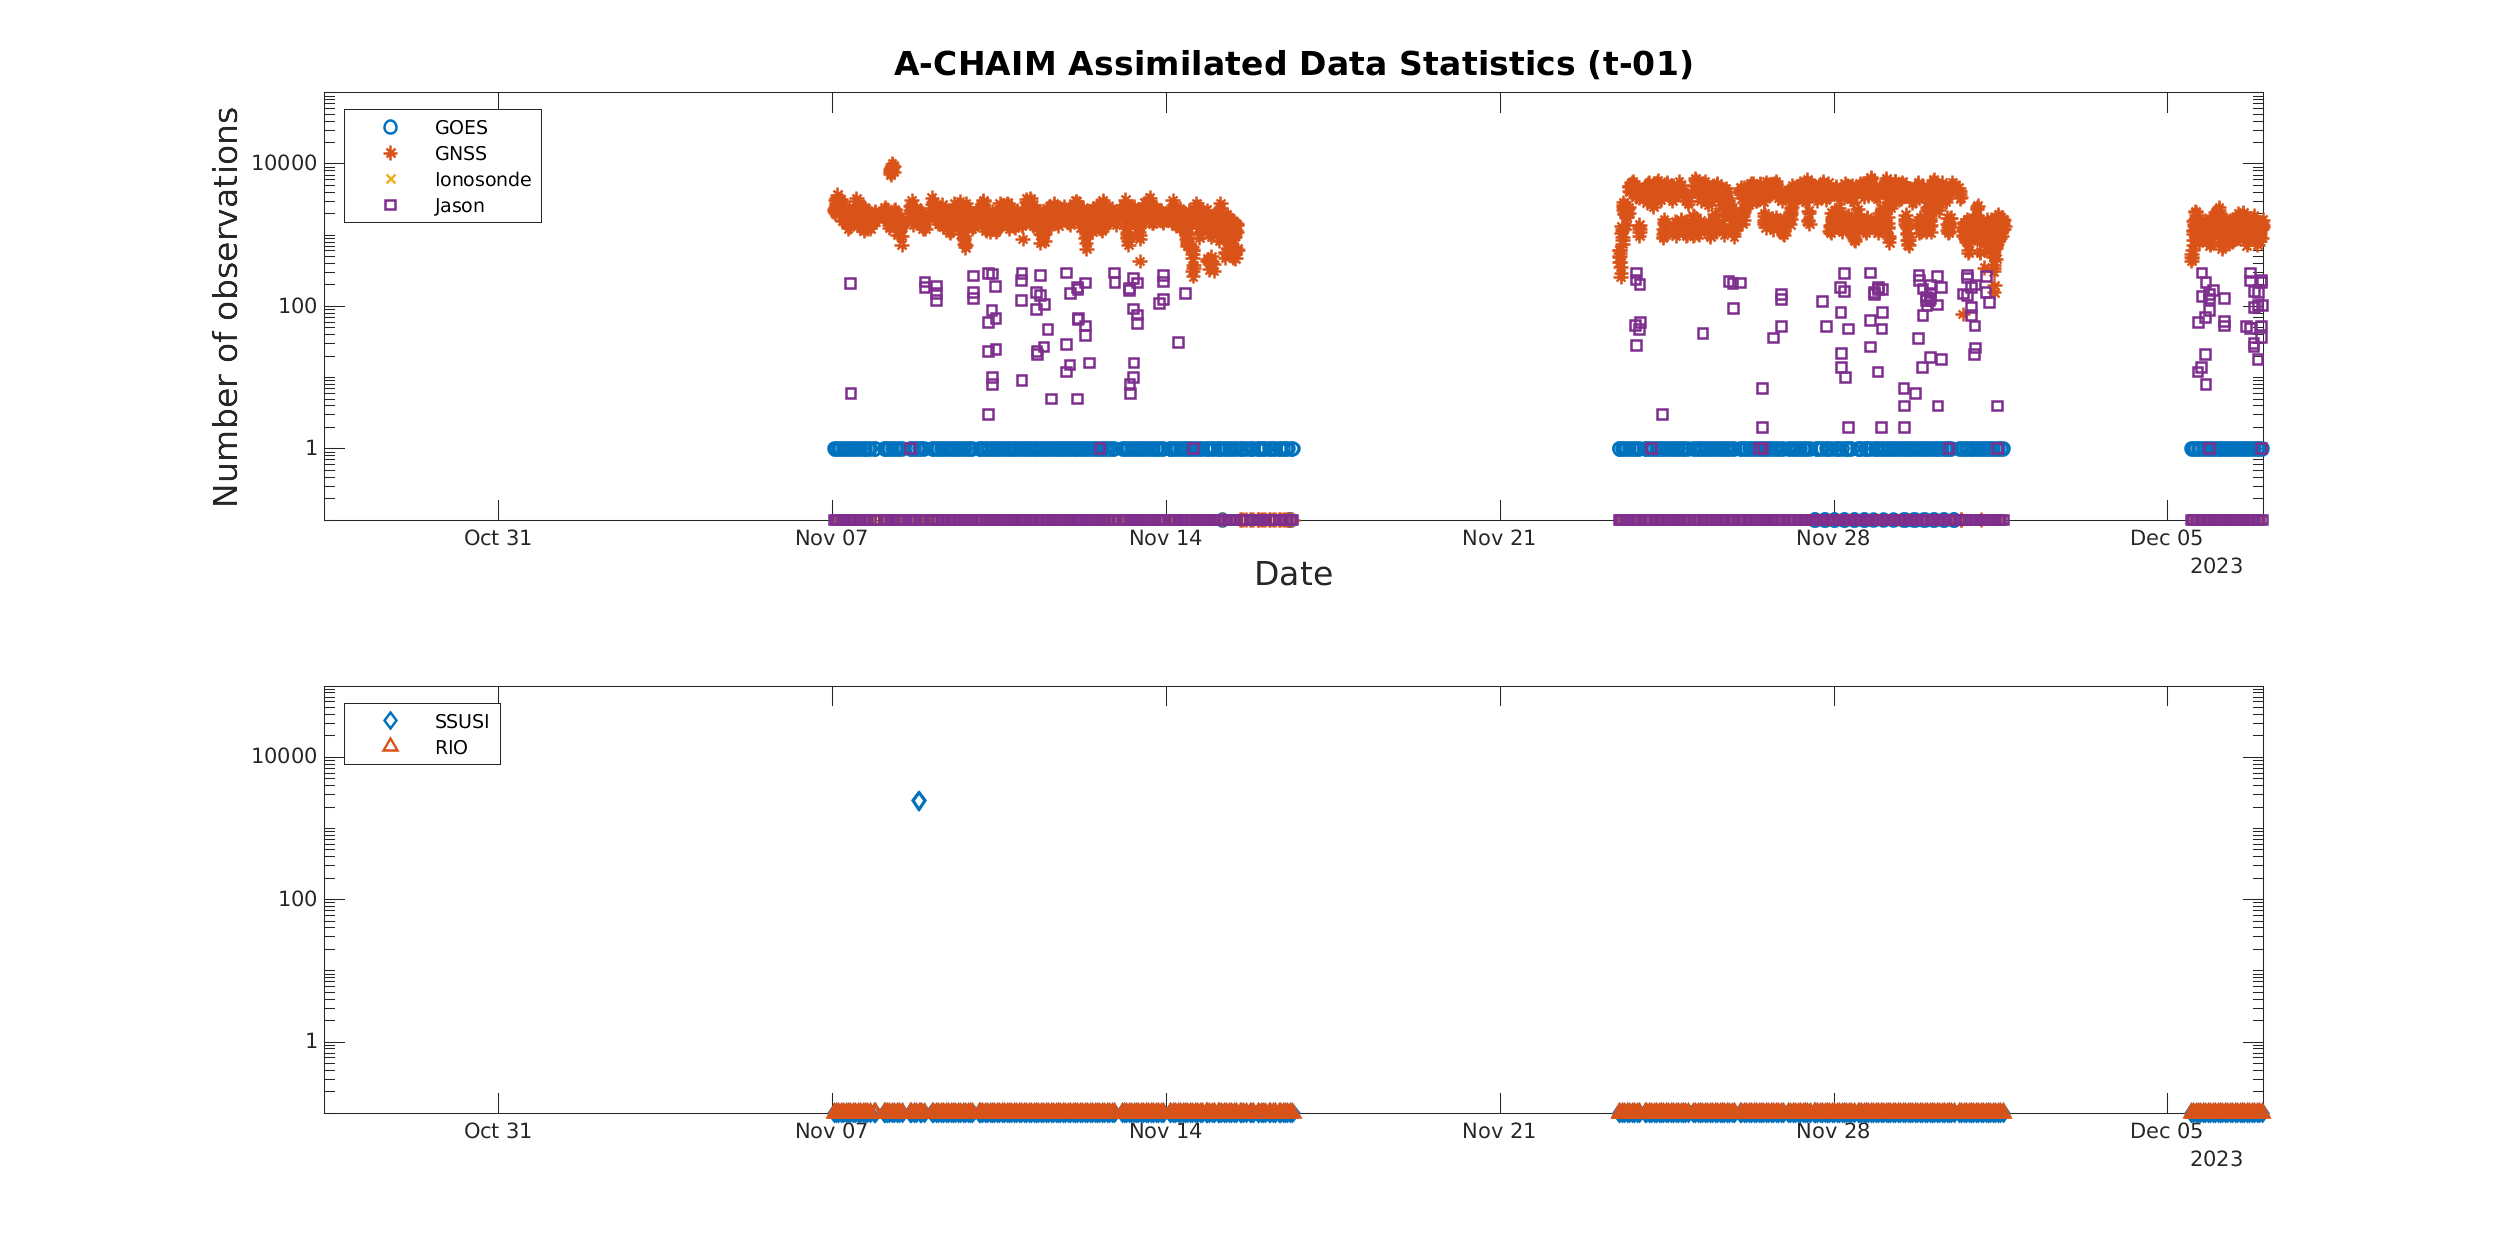 A-CHAIM Assimilated Data Statistics (t-01)
Number of observations
GOES
GNSS
Ionosonde
Jason
10000
100
1
Oct 31 Nov 07 Nov 14 Nov 21 Nov 28 Dec 05
2023
Date
SSUSI
RIO
10000
100
1
Oct 31 Nov 07 Nov 14 Nov 21 Nov 28 Dec 05
2023